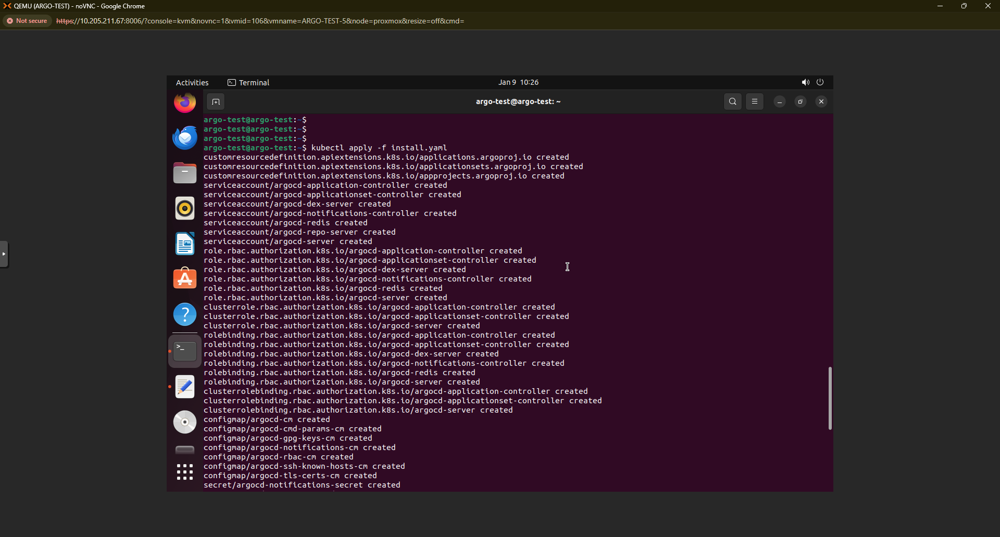 QEMU (ARGO-TEST) - noVNC - Google Chrome
Not secure https://10.205.211.67:8006/?console=kvm&novnc=1&vmid=106&vmname=ARGO-TEST-5&node=proxmox&resize=off&cmd=
Activities Terminal Jan 9 10:26
argo-test@argo-test: ~
argo-test@argo-test:~$
argo-test@argo-test:~$
argo-test@argo-test:~$
argo-test@argo-test:~$ kubectl apply -f install.yaml
customresourcedefinition.apiextensions.k8s.io/applications.argoproj.io created
customresourcedefinition.apiextensions.k8s.io/applicationsets.argoproj.io created
customresourcedefinition.apiextensions.k8s.io/appprojects.argoproj.io created
serviceaccount/argocd-application-controller created
serviceaccount/argocd-applicationset-controller created
serviceaccount/argocd-dex-server created
serviceaccount/argocd-notifications-controller created
serviceaccount/argocd-redis created
serviceaccount/argocd-repo-server created
serviceaccount/argocd-server created
role.rbac.authorization.k8s.io/argocd-application-controller created
role.rbac.authorization.k8s.io/argocd-applicationset-controller created
role.rbac.authorization.k8s.io/argocd-dex-server created
role.rbac.authorization.k8s.io/argocd-notifications-controller created
role.rbac.authorization.k8s.io/argocd-redis created
role.rbac.authorization.k8s.io/argocd-server created
clusterrole.rbac.authorization.k8s.io/argocd-application-controller created
clusterrole.rbac.authorization.k8s.io/argocd-applicationset-controller created
clusterrole.rbac.authorization.k8s.io/argocd-server created
rolebinding.rbac.authorization.k8s.io/argocd-application-controller created
rolebinding.rbac.authorization.k8s.io/argocd-applicationset-controller created
rolebinding.rbac.authorization.k8s.io/argocd-dex-server created
rolebinding.rbac.authorization.k8s.io/argocd-notifications-controller created
rolebinding.rbac.authorization.k8s.io/argocd-redis created
rolebinding.rbac.authorization.k8s.io/argocd-server created
clusterrolebinding.rbac.authorization.k8s.io/argocd-application-controller created
clusterrolebinding.rbac.authorization.k8s.io/argocd-applicationset-controller created
clusterrolebinding.rbac.authorization.k8s.io/argocd-server created
configmap/argocd-cm created
configmap/argocd-cmd-params-cm created
configmap/argocd-gpg-keys-cm created
configmap/argocd-notifications-cm created
configmap/argocd-rbac-cm created
configmap/argocd-ssh-known-hosts-cm created
configmap/argocd-tls-certs-cm created
secret/argocd-notifications-secret created